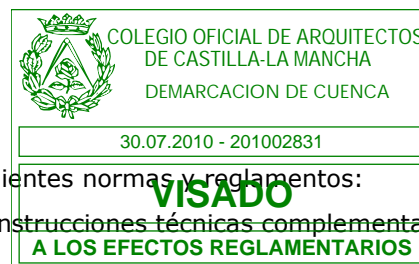 COLEGIO OFICIAL DE ARQUITECTOS
DE CASTILLA-LA MANCHA
DEMARCACION DE CUENCA
30.07.2010 - 201002831
ientes normas y reglamentos:
VISADO
nstrucciones técnicas complementa
A LOS EFECTOS REGLAMENTARIOS